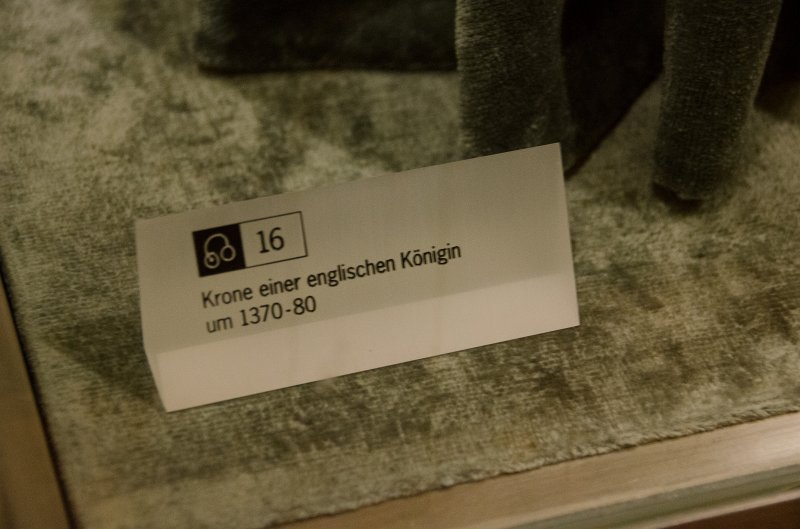 16
Krone einer englischen Königin
um 1370-80